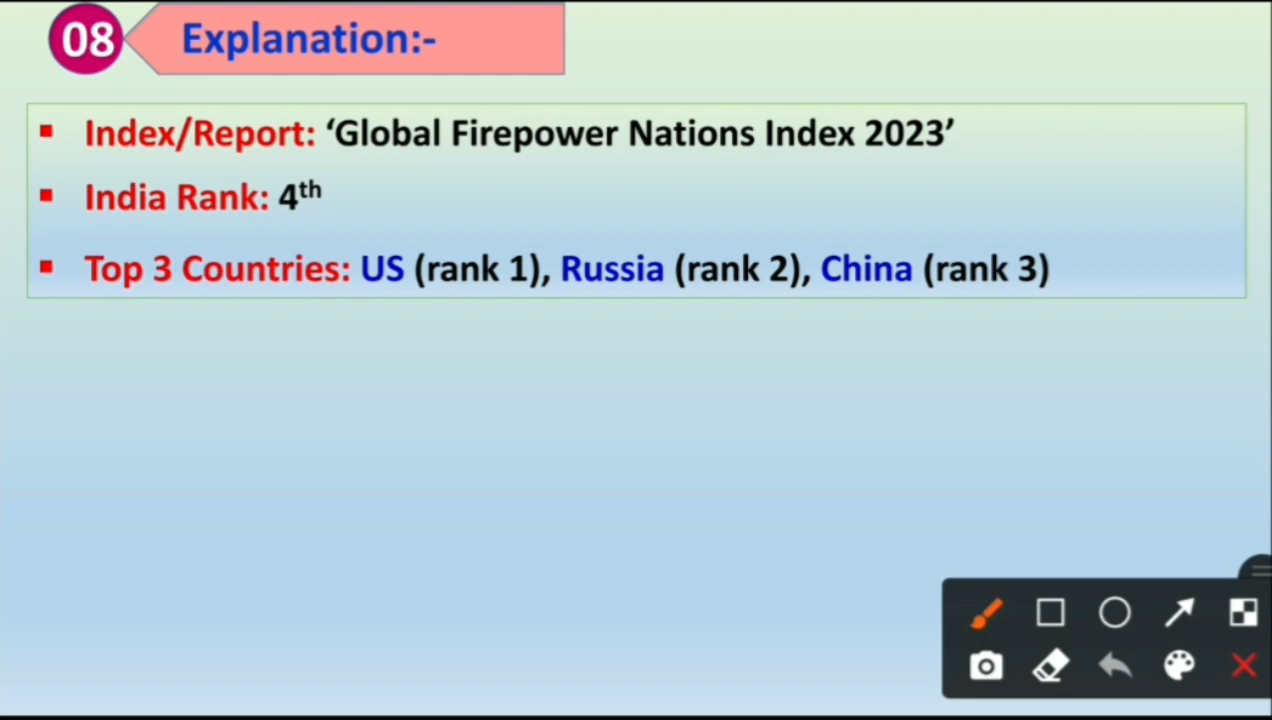 08 Explanation:-
▪ Index/Report: ‘Global Firepower Nations Index 2023’
▪ India Rank: 4th
▪ Top 3 Countries: US (rank 1), Russia (rank 2), China (rank 3)